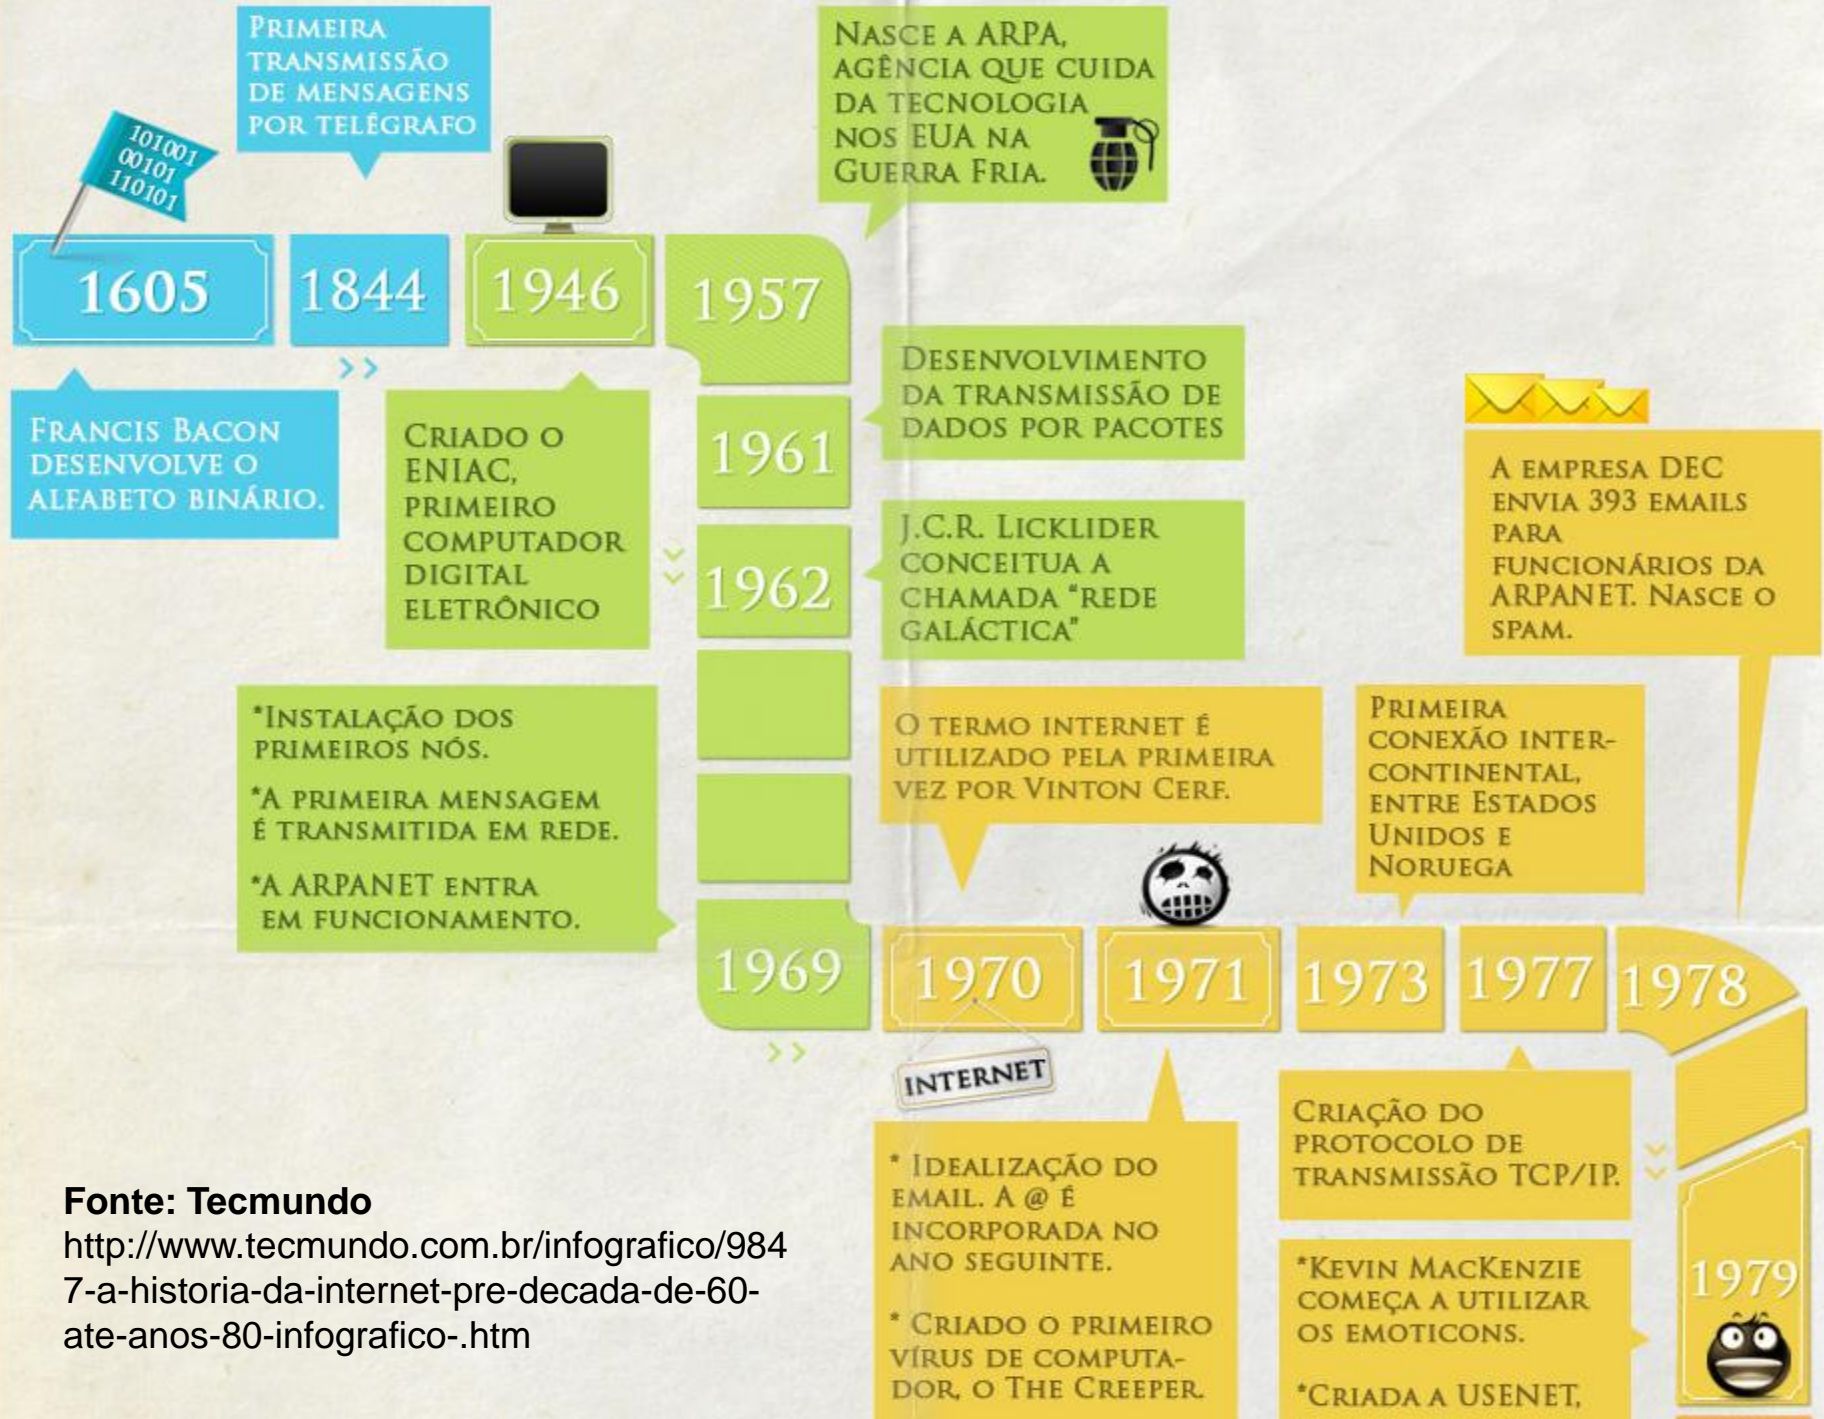 PRIMEIRA
TRANSMISSÃO
DE MENSAGENS
POR TELÉGRAFO
NASCE A ARPA,
AGÊNCIA QUE CUIDA
DA TECNOLOGIA
NOS EUA NA
GUERRA FRIA.
101001
00101
110101
1605
1844
1946
1957
FRANCIS BACON
DESENVOLVE O
ALFABETO BINÁRIO.
CRIADO O
ENIAC,
PRIMEIRO
COMPUTADOR
DIGITAL
ELETRÔNICO
1961
DESENVOLVIMENTO
DA TRANSMISSÃO DE
DADOS POR PACOTES
1962
J.C.R. LICKLIDER
CONCEITUA A
CHAMADA "REDE
GALÁCTICA"
A EMPRESA DEC
ENVIA 393 EMAILS
PARA
FUNCIONÁRIOS DA
ARPANET. NASCE O
SPAM.
*INSTALAÇÃO DOS
PRIMEIROS NÓS.
*A PRIMEIRA MENSAGEM
É TRANSMITIDA EM REDE.
*A ARPANET ENTRA
EM FUNCIONAMENTO.
O TERMO INTERNET É
UTILIZADO PELA PRIMEIRA
VEZ POR VINTON CERF.
PRIMEIRA
CONEXÃO INTER-
CONTINENTAL,
ENTRE ESTADOS
UNIDOS E
NORUEGA
1969
1970
1971
1973
1977
1978
INTERNET
* IDEALIZAÇÃO DO
EMAIL. A @ É
INCORPORADA NO
ANO SEGUINTE.
* CRIADO O PRIMEIRO
VÍRUS DE COMPUTA-
DOR, O THE CREEPER.
CRIAÇÃO DO
PROTOCOLO DE
TRANSMISSÃO TCP/IP.
1979
*KEVIN MACKENZIE
COMEÇA A UTILIZAR
OS EMOTICONS.
*CRIADA A USENET,
Fonte: Tecmundo
http://www.tecmundo.com.br/infografico/984
7-a-historia-da-internet-pre-decada-de-60-
ate-anos-80-infografico-.htm